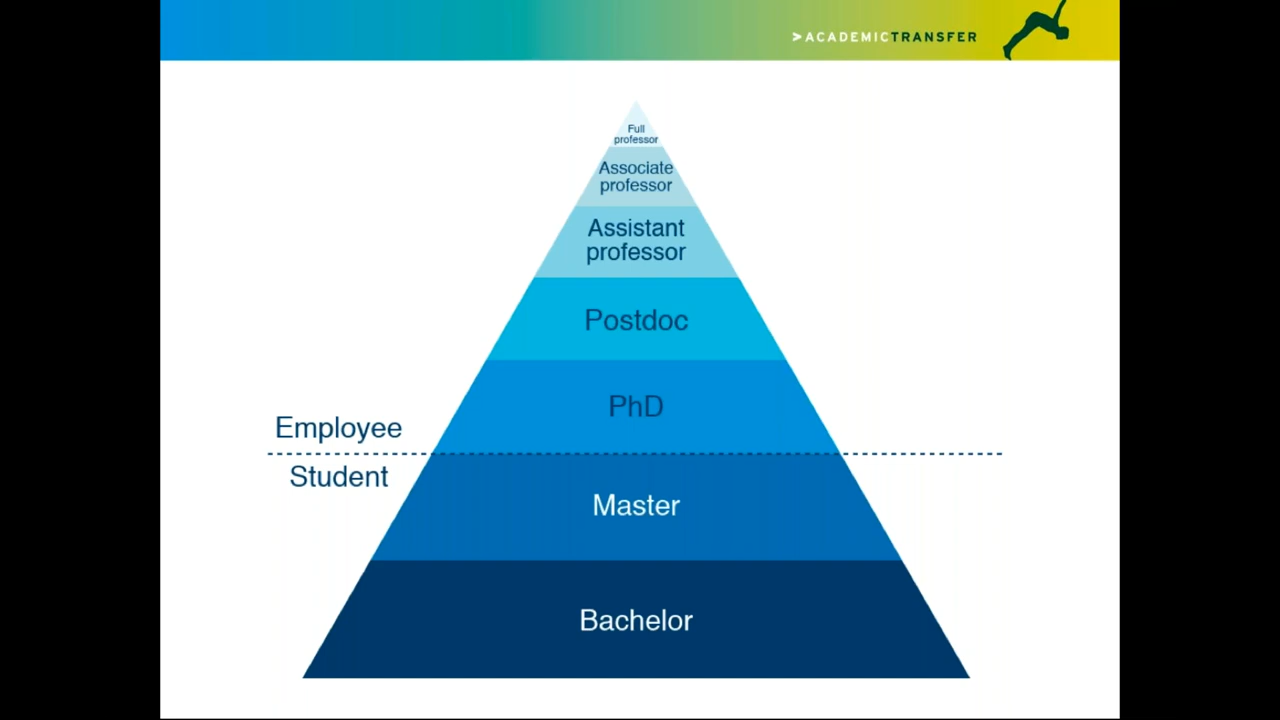 >ACADEMICTRANSFER
Full
professor
Associate
professor
Assistant
professor
Postdoc
PhD
Employee
Student
Master
Bachelor